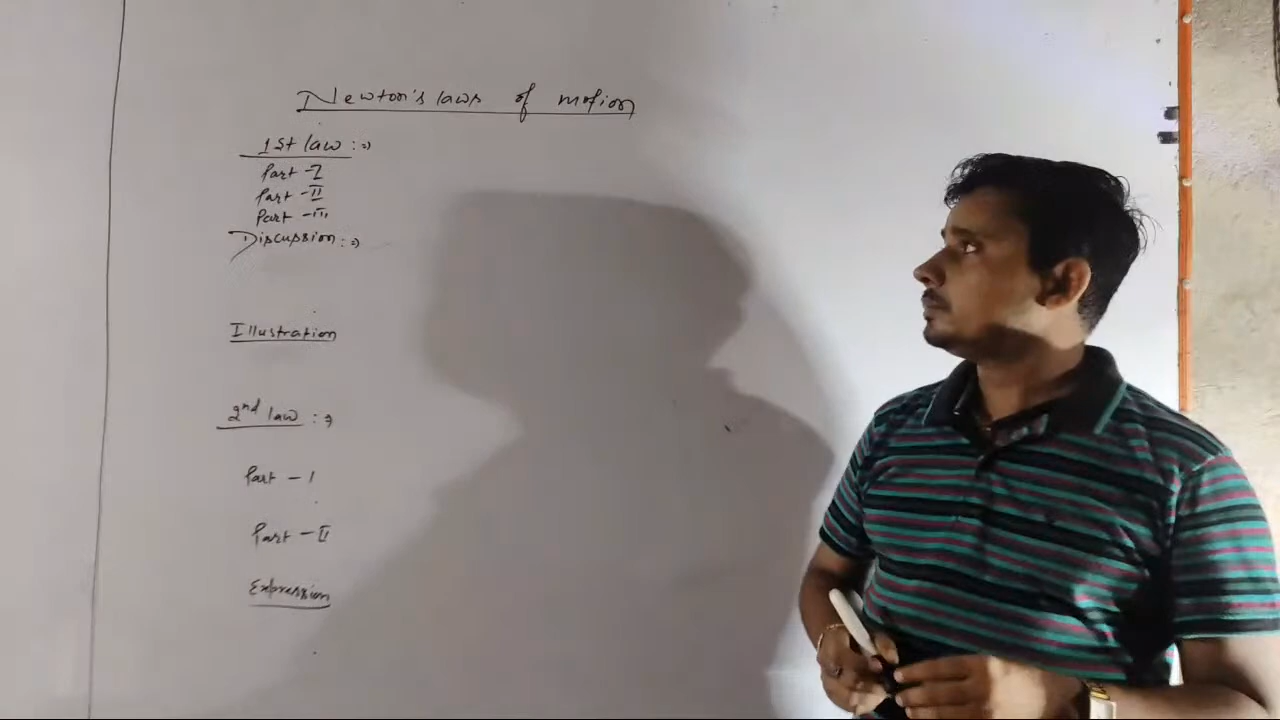 Newton's laws of motion
1st law :⇒
Part -I
Part -II
Part -III
Discussion :⇒
Illustration
2nd law :⇒
Part - I
Part - II
Expression